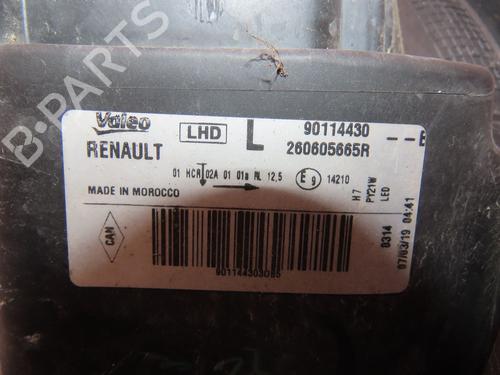 Valeo
LHD
L
90114430
--E
RENAULT
260605665R
01 HCR 02A 01 01a RL 12,5
E9
14210
MADE IN MOROCCO
H7
PY21W
LED
CAN
0314
07/03/19 04:41
B-PARTS